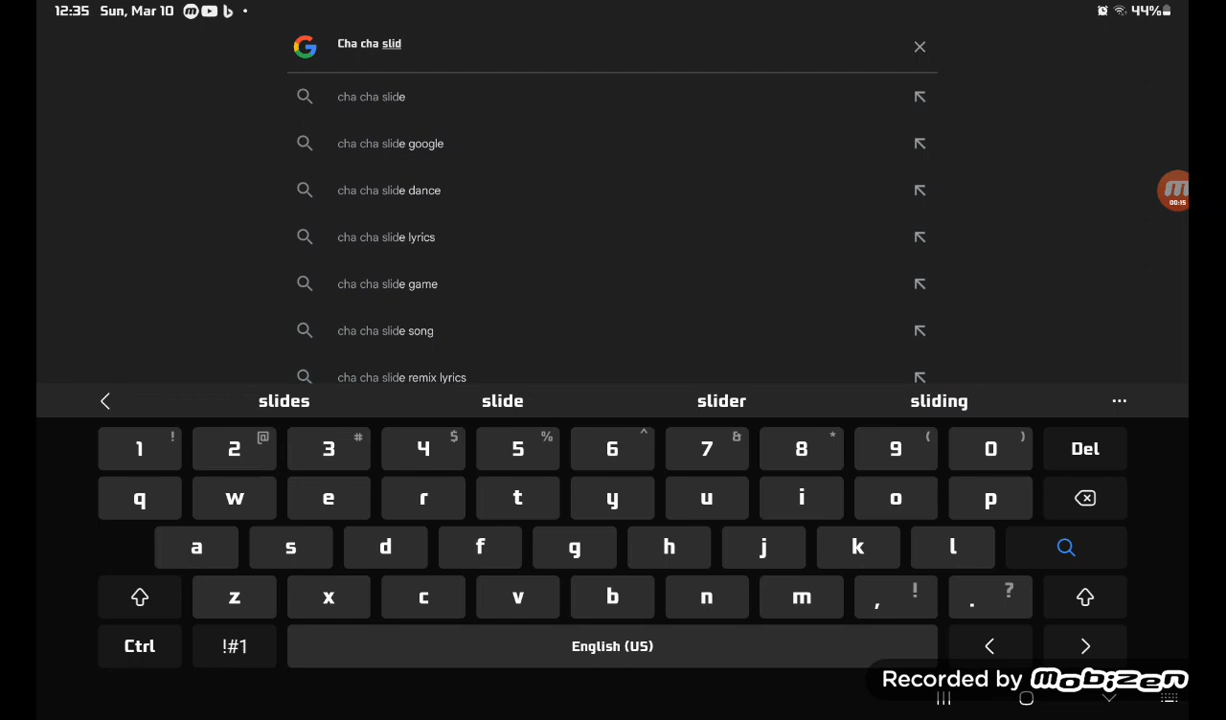 12:35 Sun, Mar 10
44%
Cha cha slid
cha cha slide
cha cha slide google
cha cha slide dance
cha cha slide lyrics
00:15
cha cha slide game
cha cha slide song
cha cha slide remix lyrics
slides slide slider sliding ...
1 ! 2 @ 3 # 4 $ 5 % 6 ^ 7 & 8 * 9 ( 0 ) Del
q w e r t y u i o p
a s d f g h j k l
z x c v b n m , ! . ?
Ctrl !#1 English (US) < >
Recorded by mobizen